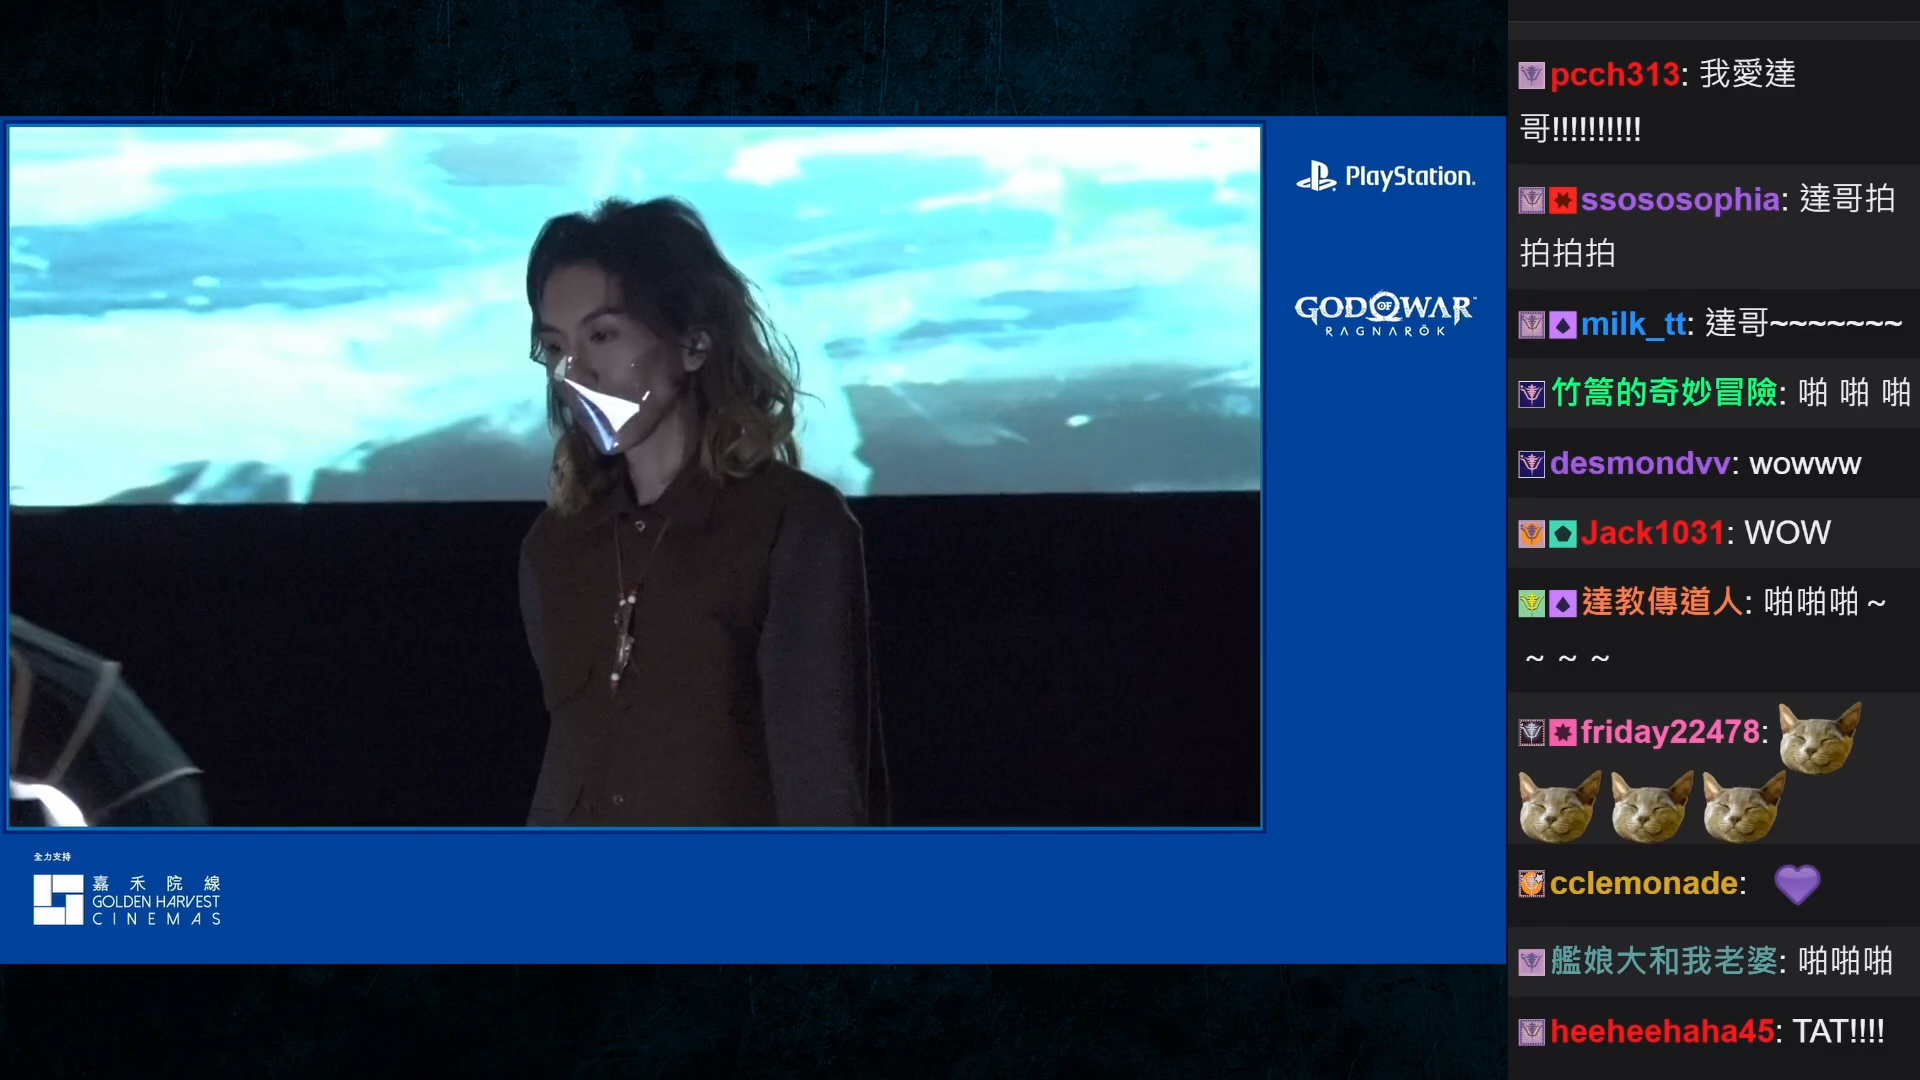 PlayStation.
GOD OF WAR
RAGNARÖK
全力支持
嘉禾院線
GOLDEN HARVEST
CINEMAS
pcch313: 我愛達
哥!!!!!!!!!!
ssososophia: 達哥拍
拍拍拍
milk_tt: 達哥~~~~~~~
竹篙的奇妙冒險: 啪 啪 啪
desmondvv: wowww
Jack1031: WOW
達教傳道人: 啪啪啪～
～～～
friday22478:
cclemonade:
艦娘大和我老婆: 啪啪啪
heeheehaha45: TAT!!!!